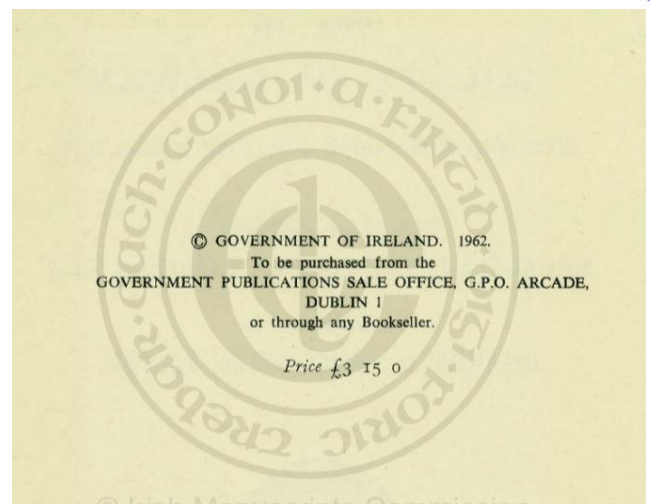 © GOVERNMENT OF IRELAND. 1962.
To be purchased from the
GOVERNMENT PUBLICATIONS SALE OFFICE, G.P.O. ARCADE,
DUBLIN 1
or through any Bookseller.
Price £3 15 0
© Irish Manuscripts Commission